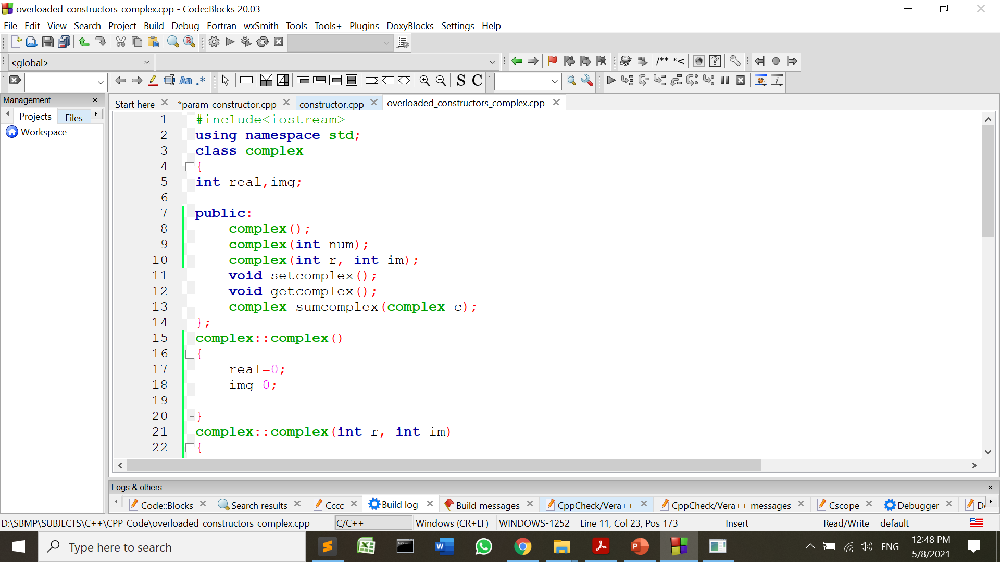 overloaded_constructors_complex.cpp - Code::Blocks 20.03
File Edit View Search Project Build Debug Fortran wxSmith Tools Tools+ Plugins DoxyBlocks Settings Help
<global>
/** *<
Aa .* S C
Management
Start here *param_constructor.cpp constructor.cpp overloaded_constructors_complex.cpp
Projects Files
Workspace
1 #include<iostream>
2 using namespace std;
3 class complex
4 {
5 int real,img;
6
7 public:
8 complex();
9 complex(int num);
10 complex(int r, int im);
11 void setcomplex();
12 void getcomplex();
13 complex sumcomplex(complex c);
14 };
15 complex::complex()
16 {
17 real=0;
18 img=0;
19
20 }
21 complex::complex(int r, int im)
22 {
Logs & others
Code::Blocks Search results Cccc Build log Build messages CppCheck/Vera++ CppCheck/Vera++ messages Cscope Debugger
D:\SBMP\SUBJECTS\C++\CPP_Code\overloaded_constructors_complex.cpp C/C++ Windows (CR+LF) WINDOWS-1252 Line 11, Col 23, Pos 173 Insert Read/Write default
Type here to search
ENG
12:48 PM
5/8/2021